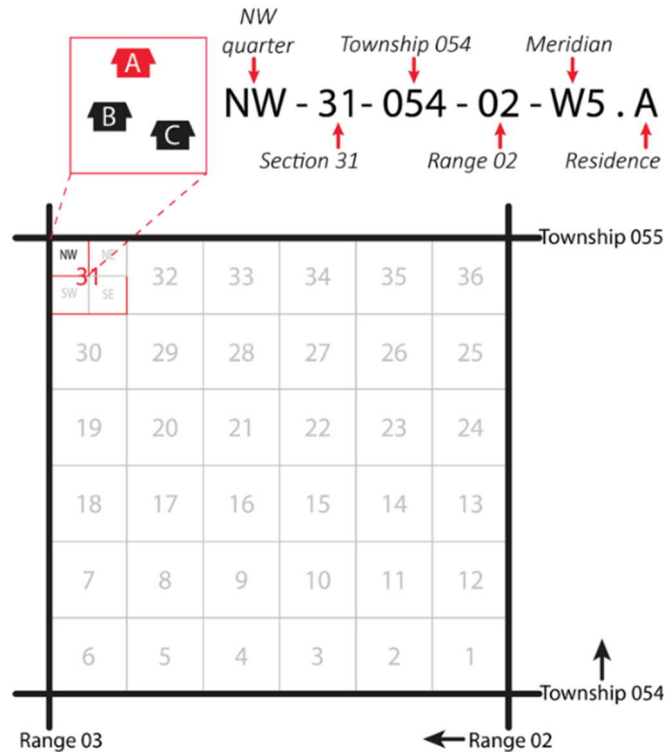 NW
quarter
Township 054
Meridian
NW - 31 - 054 - 02 - W5 . A
Section 31
Range 02
Residence
A
B
C
Township 055
NW NE
31
SW SE
32 33 34 35 36
30 29 28 27 26 25
19 20 21 22 23 24
18 17 16 15 14 13
7 8 9 10 11 12
6 5 4 3 2 1
Township 054
Range 03
Range 02